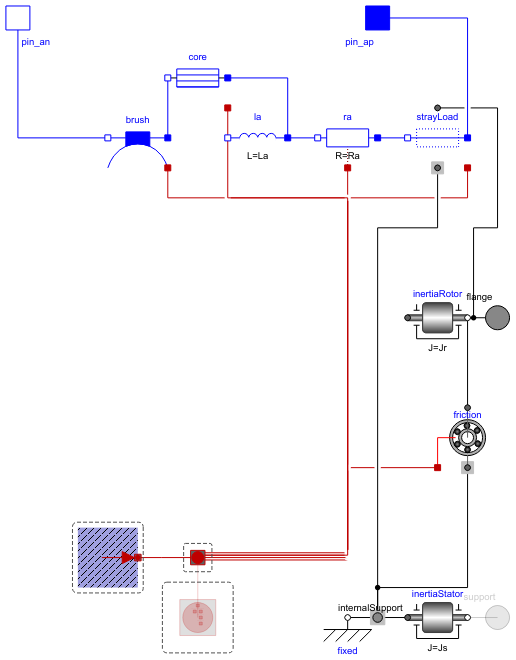 pin_an
pin_ap
core
brush
la
ra
strayLoad
L=La
R=Ra
inertiaRotor
flange
J=Jr
friction
inertiaStator
support
internalSupport
fixed
J=Js